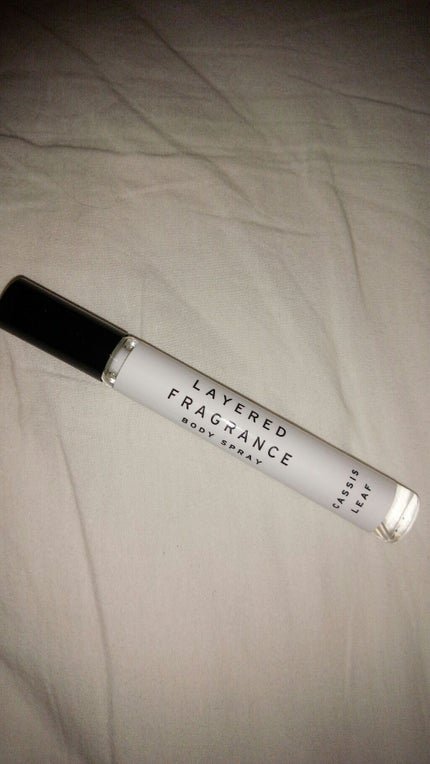 LAYERED
FRAGRANCE
BODY SPRAY
CASSIS
LEAF